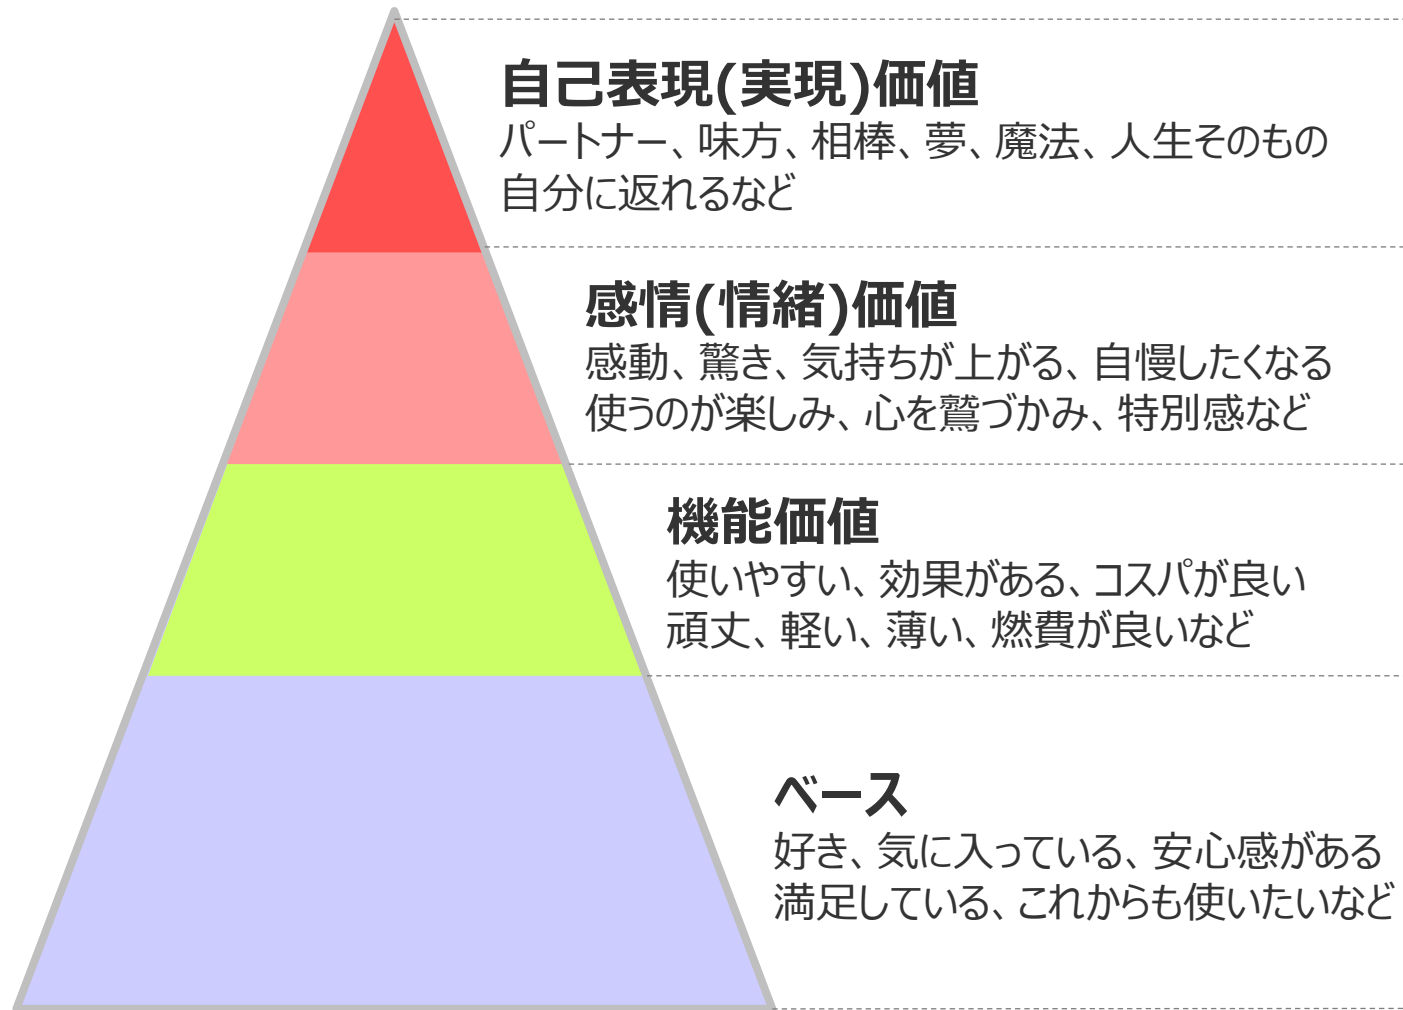 自己表現(実現)価値
パートナー、味方、相棒、夢、魔法、人生そのもの
自分に返れるなど
感情(情緒)価値
感動、驚き、気持ちが上がる、自慢したくなる
使うのが楽しみ、心を鷲づかみ、特別感など
機能価値
使いやすい、効果がある、コスパが良い
頑丈、軽い、薄い、燃費が良いなど
ベース
好き、気に入っている、安心感がある
満足している、これからも使いたいなど